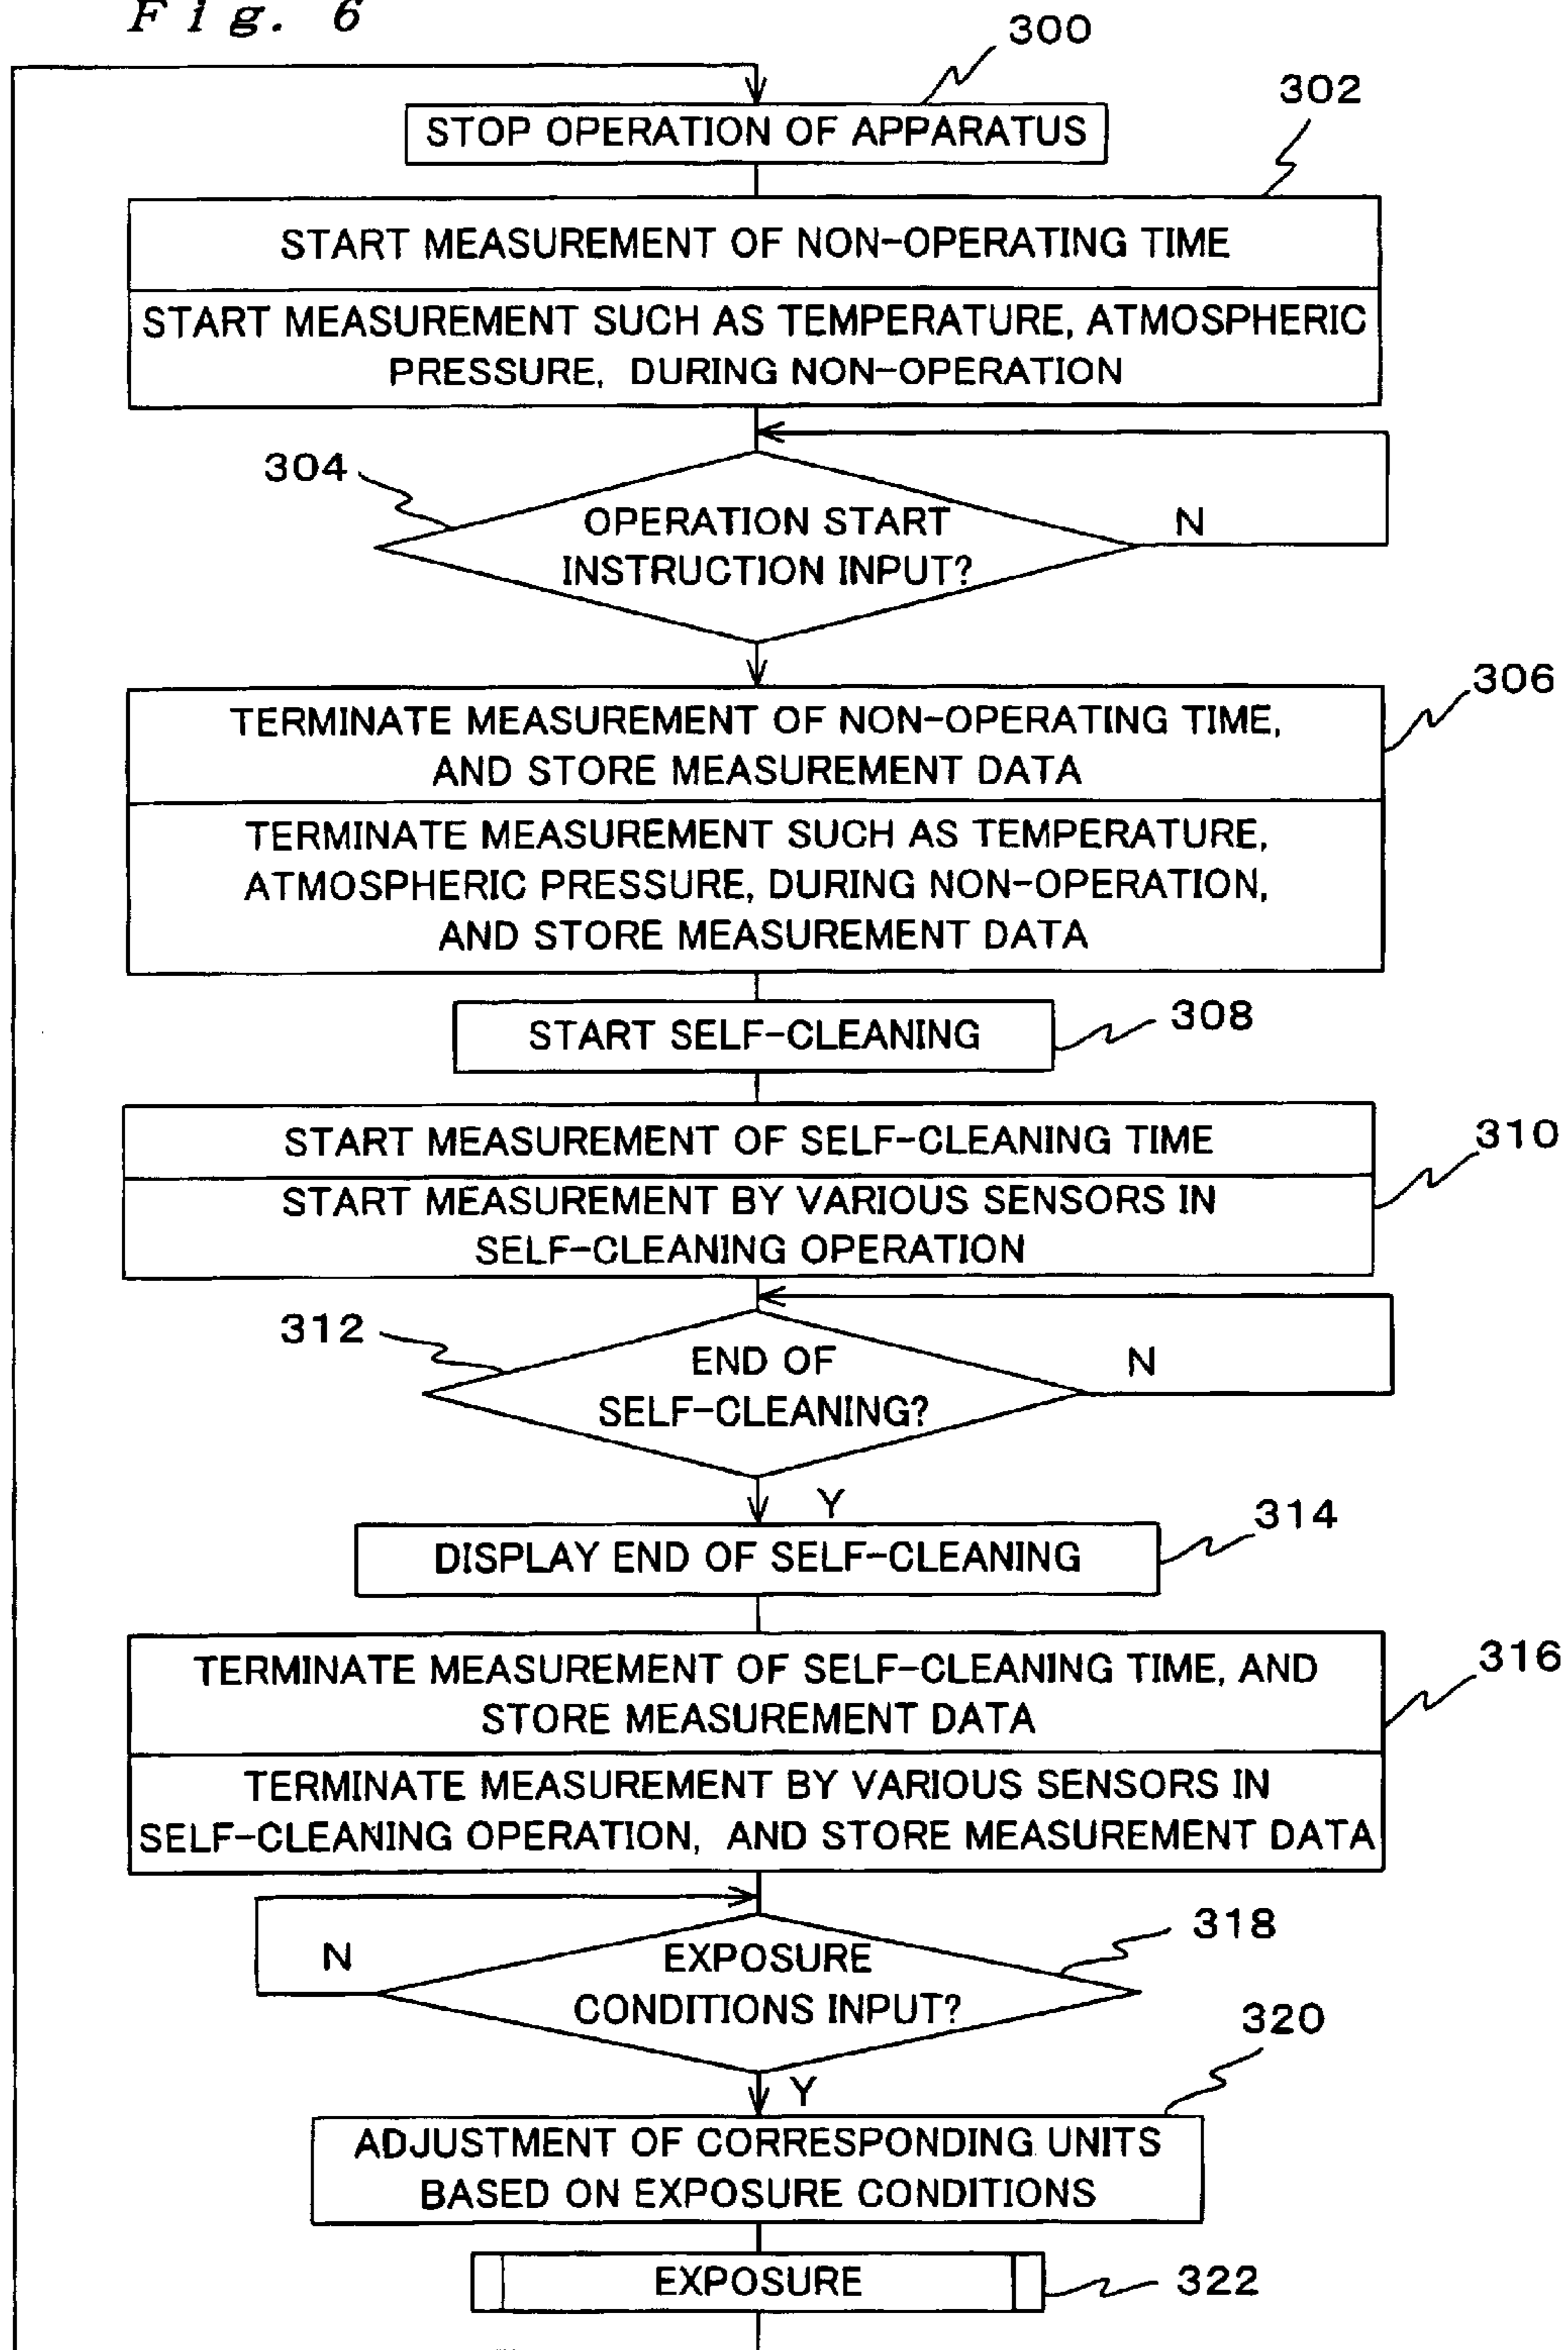 Fig. 6
300
STOP OPERATION OF APPARATUS
302
START MEASUREMENT OF NON-OPERATING TIME
START MEASUREMENT SUCH AS TEMPERATURE, ATMOSPHERIC
PRESSURE, DURING NON-OPERATION
304
OPERATION START
INSTRUCTION INPUT?
N
306
TERMINATE MEASUREMENT OF NON-OPERATING TIME,
AND STORE MEASUREMENT DATA
TERMINATE MEASUREMENT SUCH AS TEMPERATURE,
ATMOSPHERIC PRESSURE, DURING NON-OPERATION,
AND STORE MEASUREMENT DATA
START SELF-CLEANING
308
START MEASUREMENT OF SELF-CLEANING TIME
310
START MEASUREMENT BY VARIOUS SENSORS IN
SELF-CLEANING OPERATION
312
END OF
SELF-CLEANING?
N
Y
314
DISPLAY END OF SELF-CLEANING
316
TERMINATE MEASUREMENT OF SELF-CLEANING TIME, AND
STORE MEASUREMENT DATA
TERMINATE MEASUREMENT BY VARIOUS SENSORS IN
SELF-CLEANING OPERATION, AND STORE MEASUREMENT DATA
318
N
EXPOSURE
CONDITIONS INPUT?
320
Y
ADJUSTMENT OF CORRESPONDING UNITS
BASED ON EXPOSURE CONDITIONS
EXPOSURE
322